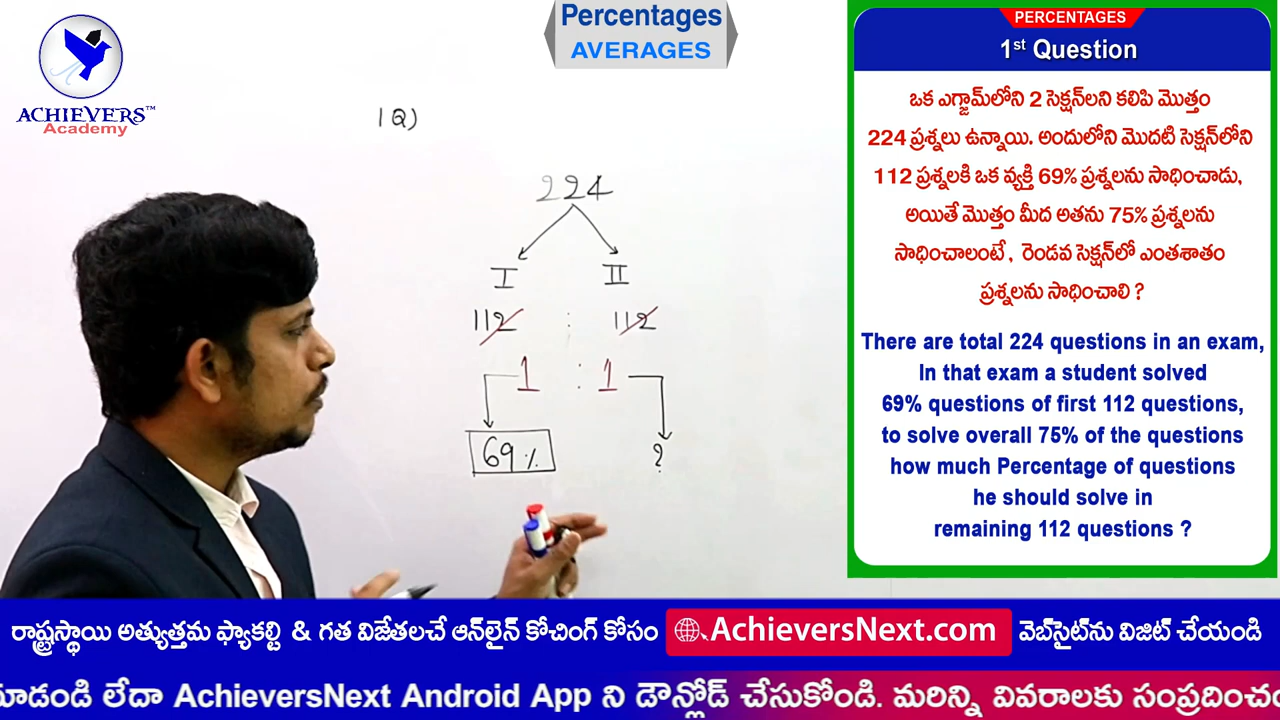 ACHIEVERS™
Academy
Percentages
AVERAGES
1Q)
224
I II
112 : 112
1 : 1
69% ?
PERCENTAGES
1st Question
ఒక ఎగ్జామ్‌లోని 2 సెక్షన్‌లని కలిపి మొత్తం
224 ప్రశ్నలు ఉన్నాయి. అందులోని మొదటి సెక్షన్‌లోని
112 ప్రశ్నలకి ఒక వ్యక్తి 69% ప్రశ్నలను సాధించాడు,
అయితే మొత్తం మీద అతను 75% ప్రశ్నలను
సాధించాలంటే, రెండవ సెక్షన్‌లో ఎంతశాతం
ప్రశ్నలను సాధించాలి ?
There are total 224 questions in an exam,
In that exam a student solved
69% questions of first 112 questions,
to solve overall 75% of the questions
how much Percentage of questions
he should solve in
remaining 112 questions ?
రాష్ట్రస్థాయి అత్యుత్తమ ఫ్యాకల్టి & గత విజేతలచే ఆన్‌లైన్ కోచింగ్ కోసం AchieversNext.com వెబ్‌సైట్‌ను విజిట్ చేయండి
లేదా AchieversNext Android App ని డౌన్లోడ్ చేసుకోండి. మరిన్ని వివరాలకు